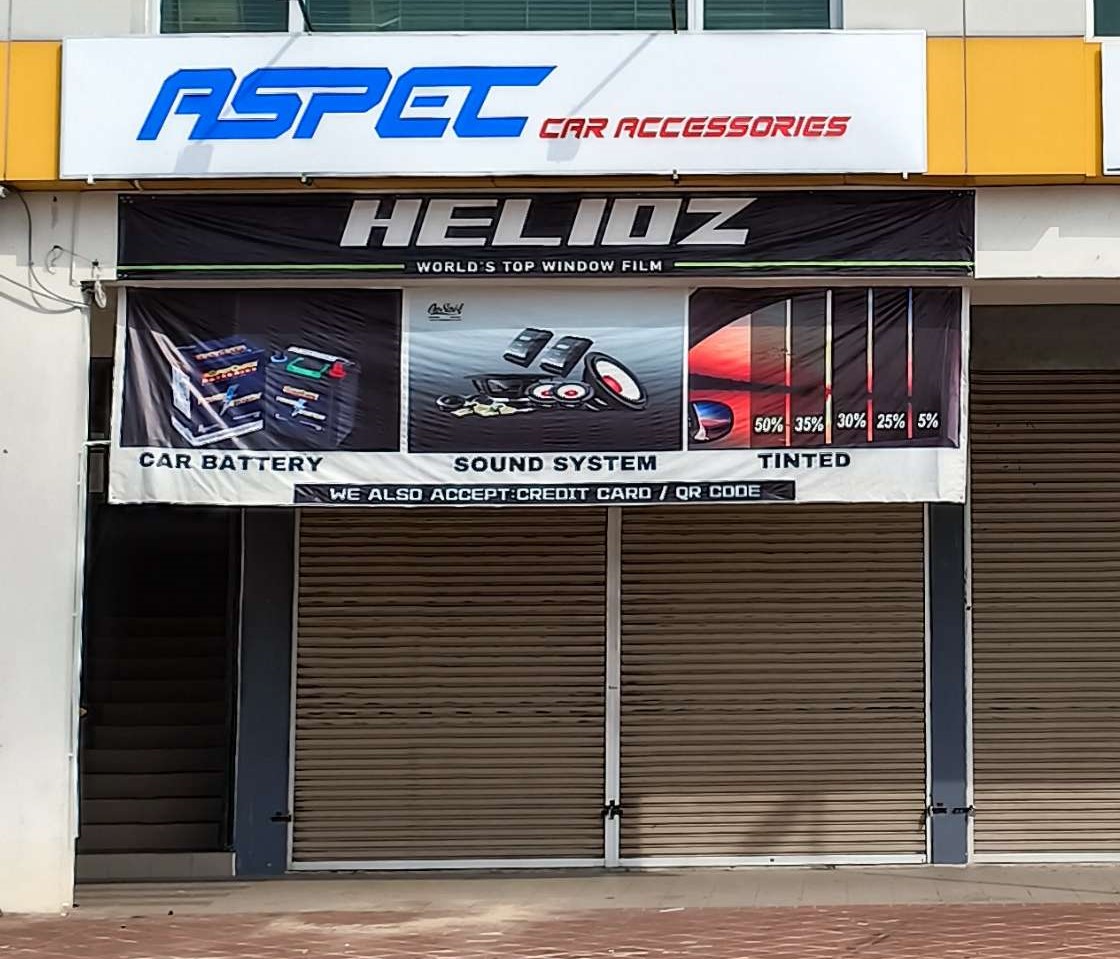 ASPEC CAR ACCESSORIES
HELIOZ
WORLD'S TOP WINDOW FILM
50% 35% 30% 25% 5%
CAR BATTERY SOUND SYSTEM TINTED
WE ALSO ACCEPT:CREDIT CARD / QR CODE